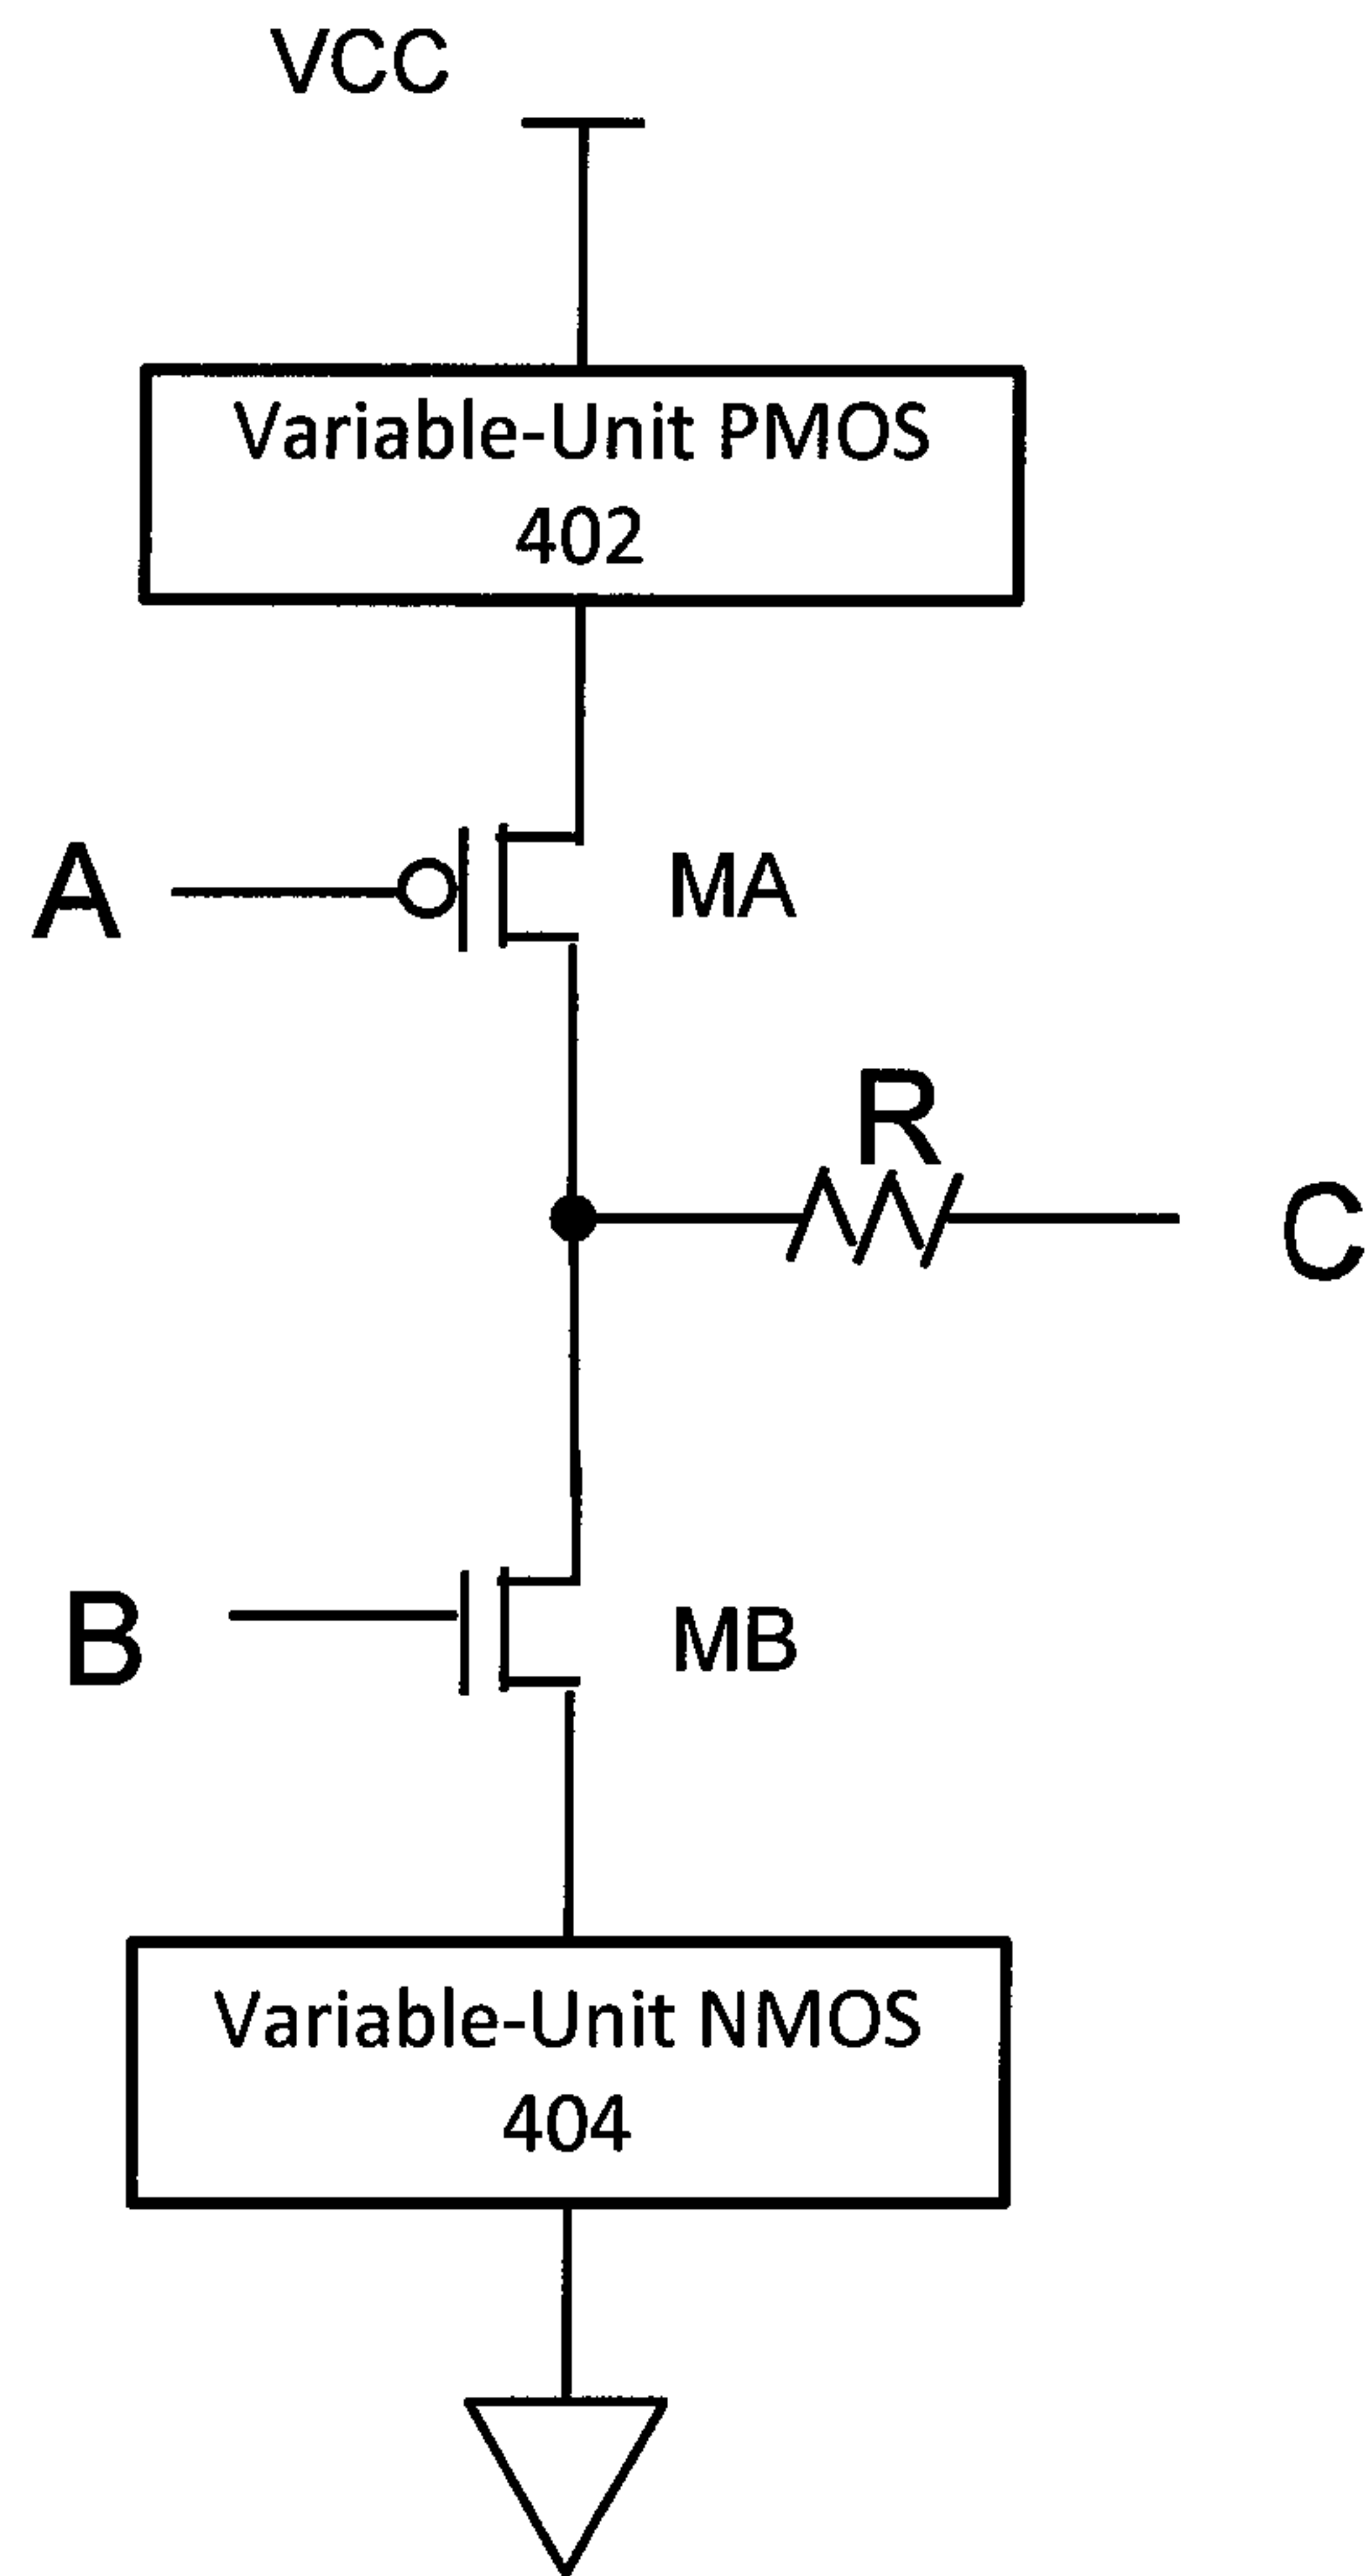 VCC
Variable-Unit PMOS
402
A
MA
R
C
B
MB
Variable-Unit NMOS
404